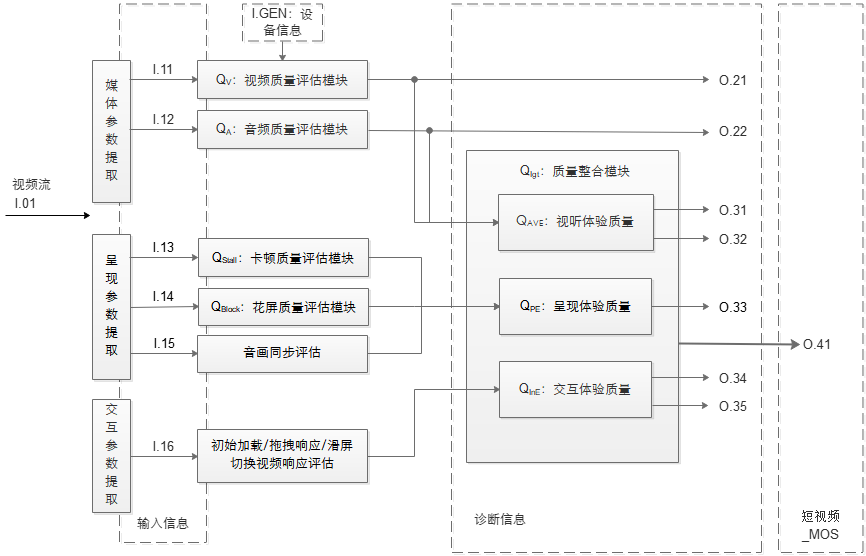 I.GEN：设
备信息
媒体参数提取
I.11
QV：视频质量评估模块
O.21
I.12
QA：音频质量评估模块
O.22
视频流
I.01
QIgt：质量整合模块
QAVE：视听体验质量
O.31
O.32
呈现参数提取
I.13
QStall：卡顿质量评估模块
I.14
QBlock：花屏质量评估模块
QPE：呈现体验质量
O.33
I.15
音画同步评估
O.41
QInE：交互体验质量
O.34
O.35
交互参数提取
I.16
初始加载/拖拽响应/滑屏
切换视频响应评估
输入信息
诊断信息
短视频
_MOS